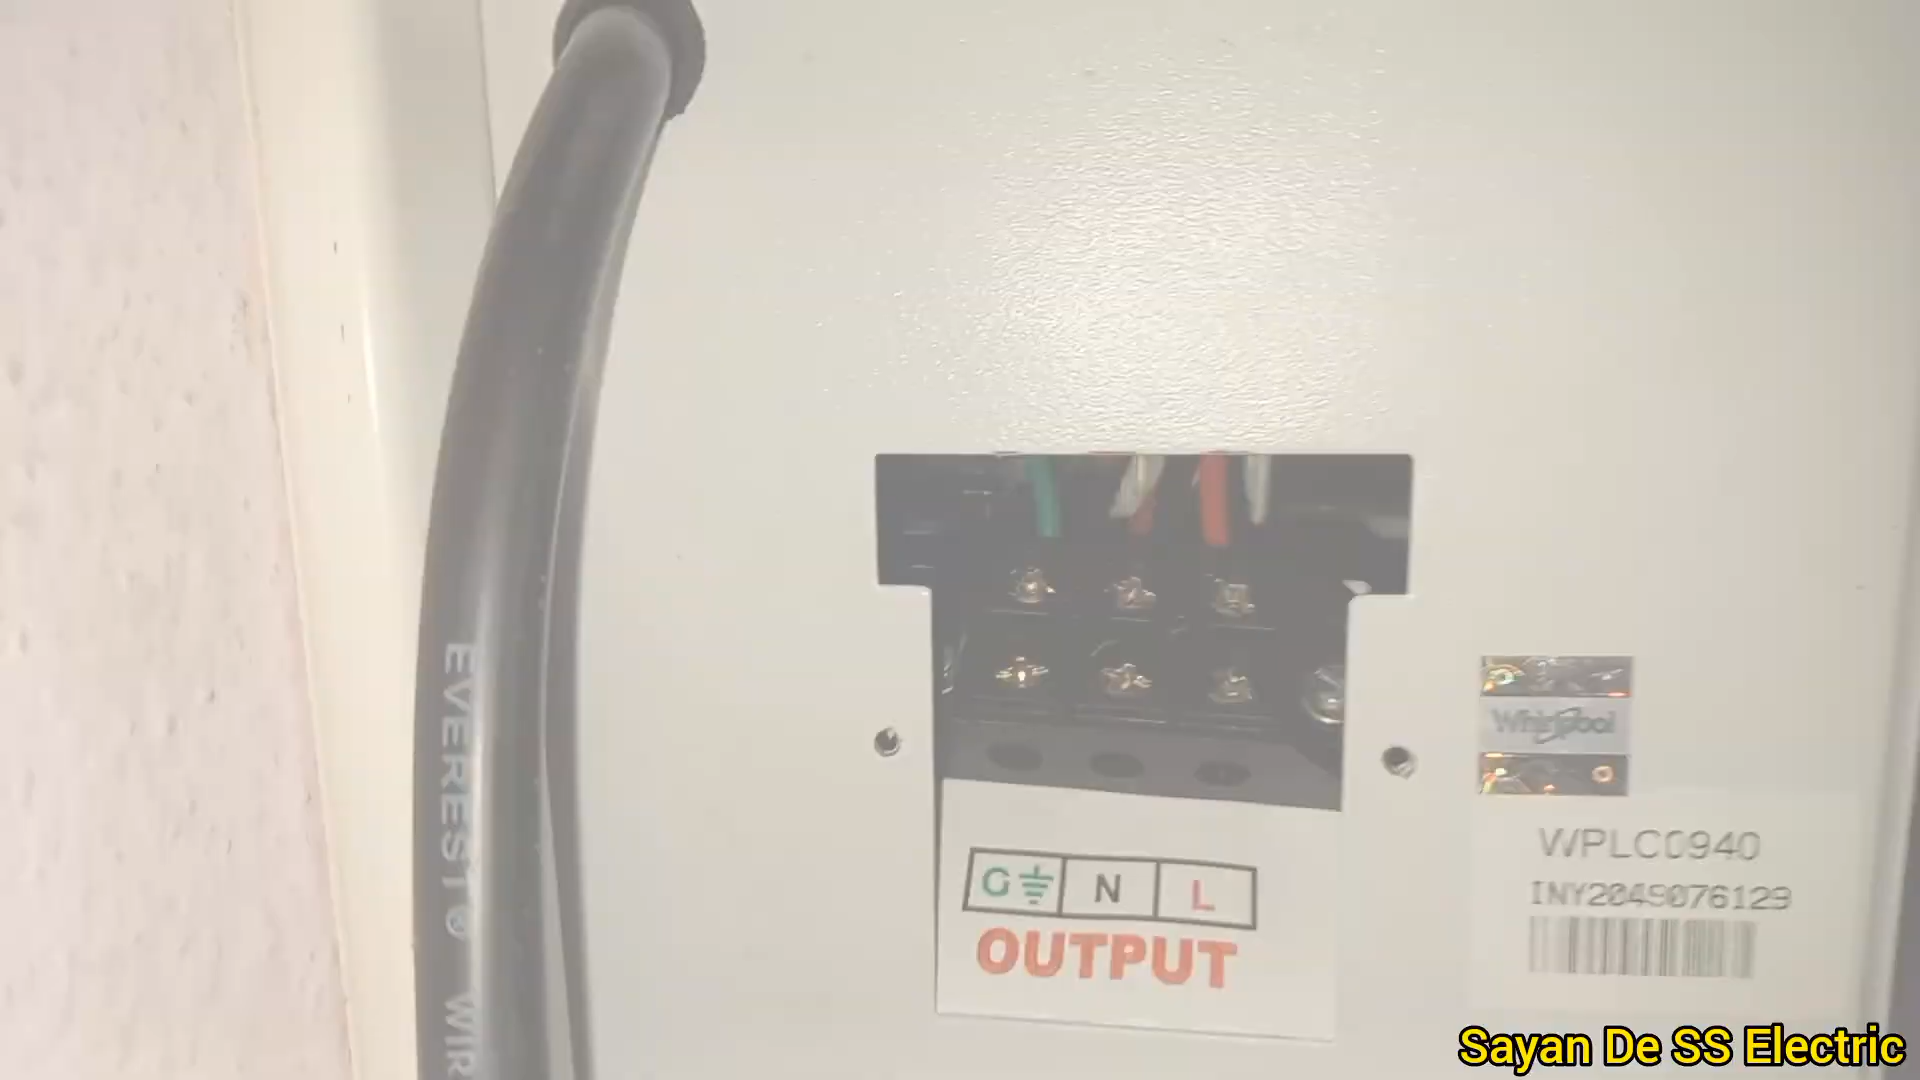 EVEREST® WIR
G N L
OUTPUT
Whirlpool
WPLC0940
INY2049076129
Sayan De SS Electric